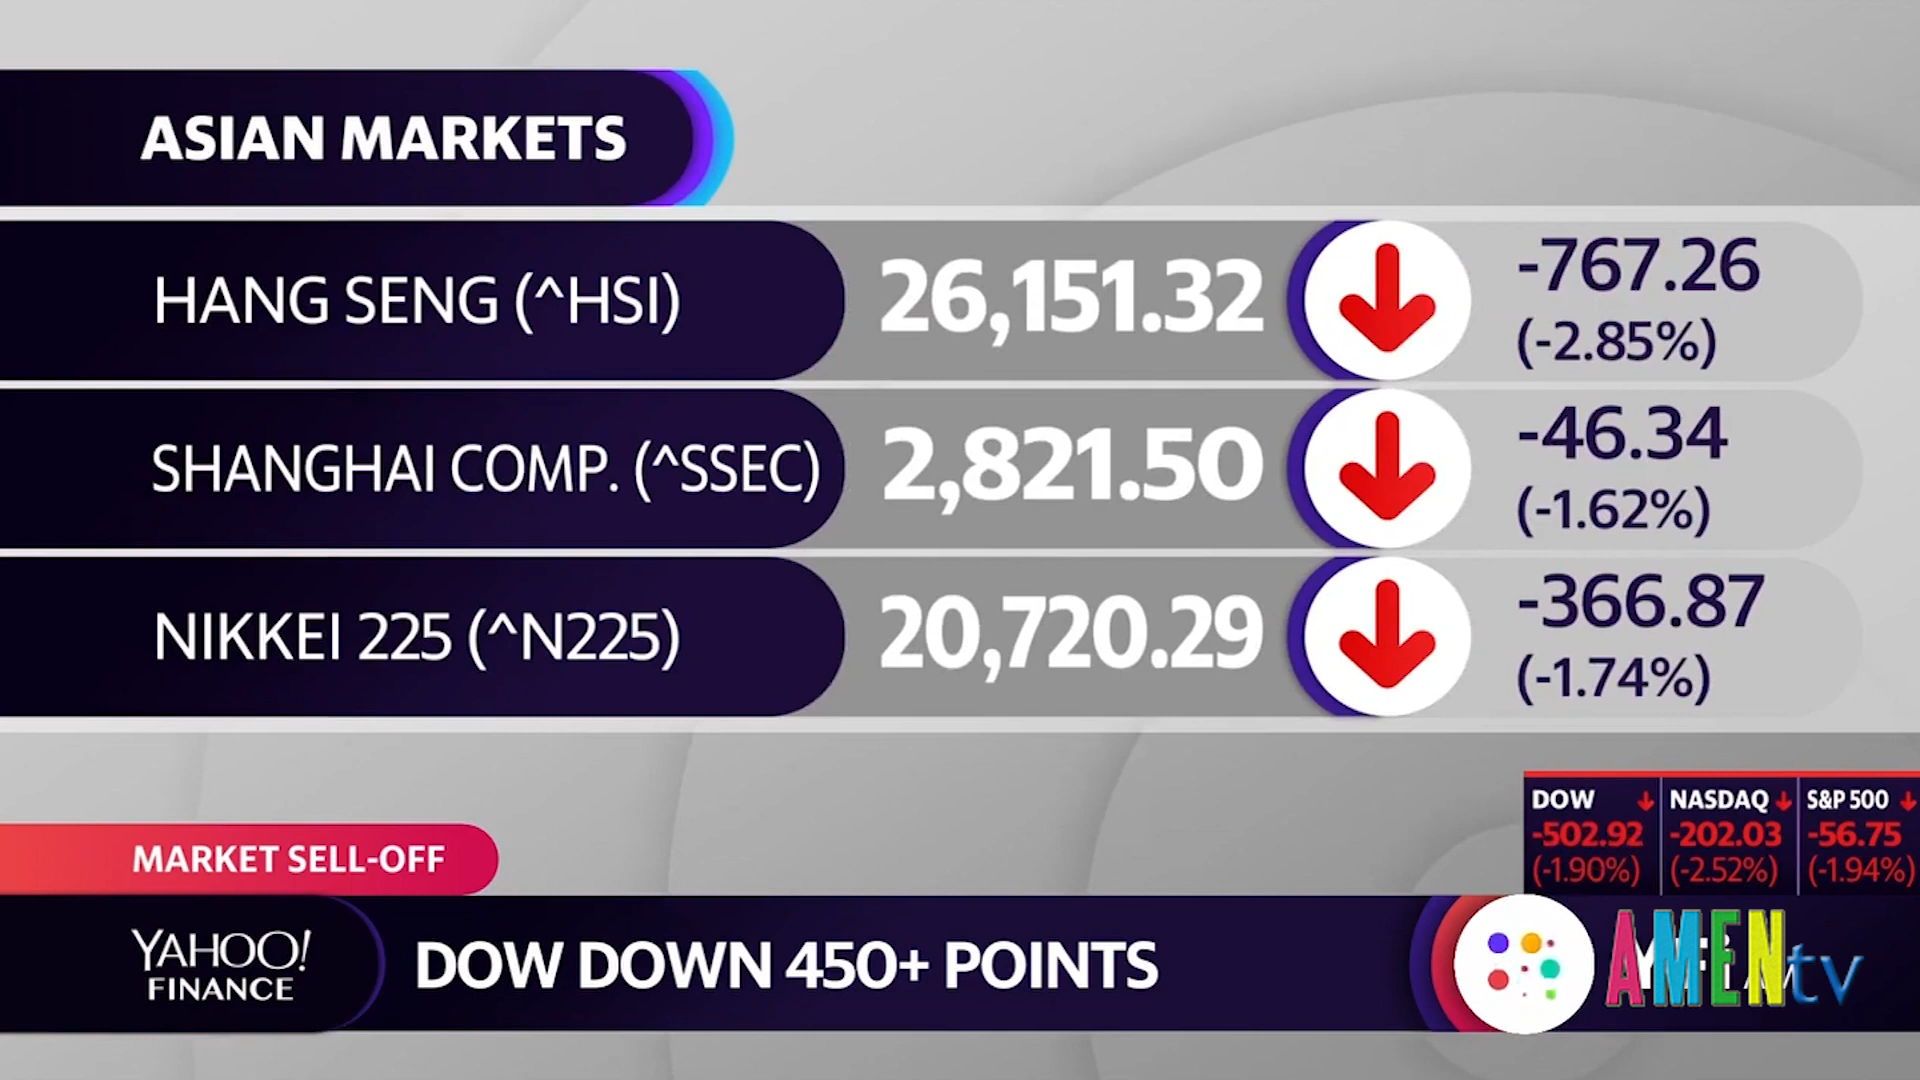 ASIAN MARKETS
HANG SENG (^HSI) 26,151.32 -767.26
(-2.85%)
SHANGHAI COMP. (^SSEC) 2,821.50 -46.34
(-1.62%)
NIKKEI 225 (^N225) 20,720.29 -366.87
(-1.74%)
DOW NASDAQ S&P 500
-502.92 -202.03 -56.75
(-1.90%) (-2.52%) (-1.94%)
MARKET SELL-OFF
YAHOO!
FINANCE
DOW DOWN 450+ POINTS
AMENtv